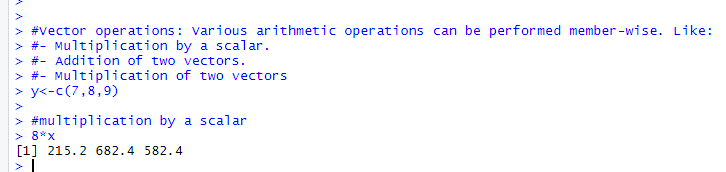 >
>
> #Vector operations: Various arithmetic operations can be performed member-wise. Like:
> #- Multiplication by a scalar.
> #- Addition of two vectors.
> #- Multiplication of two vectors
> y<-c(7,8,9)
>
> #multiplication by a scalar
> 8*x
[1] 215.2 682.4 582.4
>